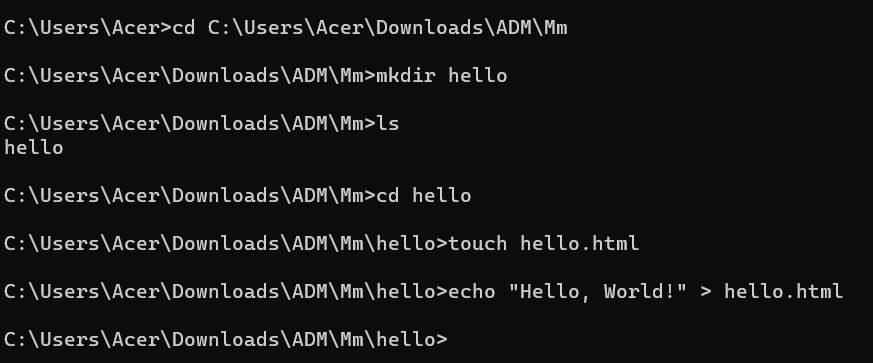 C:\Users\Acer>cd C:\Users\Acer\Downloads\ADM\Mm
C:\Users\Acer\Downloads\ADM\Mm>mkdir hello
C:\Users\Acer\Downloads\ADM\Mm>ls
hello
C:\Users\Acer\Downloads\ADM\Mm>cd hello
C:\Users\Acer\Downloads\ADM\Mm\hello>touch hello.html
C:\Users\Acer\Downloads\ADM\Mm\hello>echo "Hello, World!" > hello.html
C:\Users\Acer\Downloads\ADM\Mm\hello>